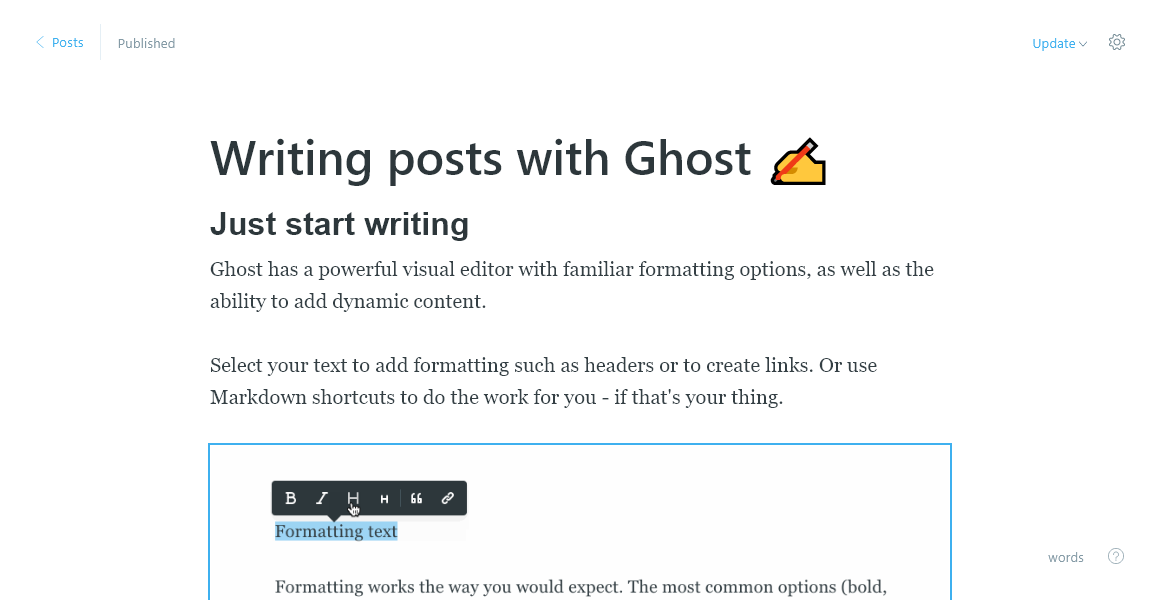 Posts
Published
Update
Writing posts with Ghost ✍
Just start writing
Ghost has a powerful visual editor with familiar formatting options, as well as the
ability to add dynamic content.
Select your text to add formatting such as headers or to create links. Or use
Markdown shortcuts to do the work for you - if that's your thing.
B I H H
Formatting text
Formatting works the way you would expect. The most common options (bold,
words ?